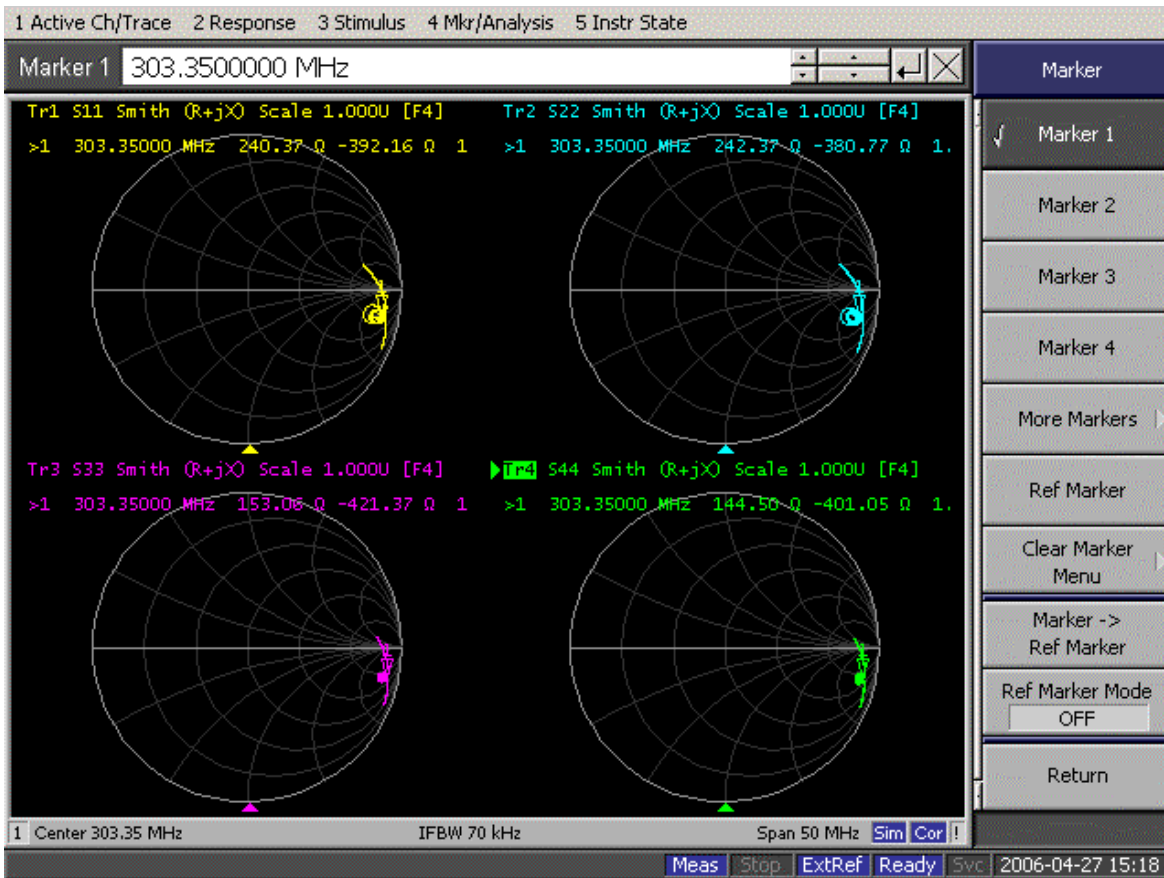 1 Active Ch/Trace 2 Response 3 Stimulus 4 Mkr/Analysis 5 Instr State
Marker 1 303.3500000 MHz
Marker
Tr1 S11 Smith (R+jX) Scale 1.000U [F4]
>1 303.35000 MHz 240.37 Ω -392.16 Ω 1
Tr2 S22 Smith (R+jX) Scale 1.000U [F4]
>1 303.35000 MHz 242.37 Ω -380.77 Ω 1.
Tr3 S33 Smith (R+jX) Scale 1.000U [F4]
>1 303.35000 MHz 153.06 Ω -421.37 Ω 1
Tr4 S44 Smith (R+jX) Scale 1.000U [F4]
>1 303.35000 MHz 144.50 Ω -401.05 Ω 1.
√ Marker 1
Marker 2
Marker 3
Marker 4
More Markers
Ref Marker
Clear Marker
Menu
Marker ->
Ref Marker
Ref Marker Mode
OFF
Return
1 Center 303.35 MHz IFBW 70 kHz Span 50 MHz Sim Cor !
Meas Stop ExtRef Ready Svc 2006-04-27 15:18